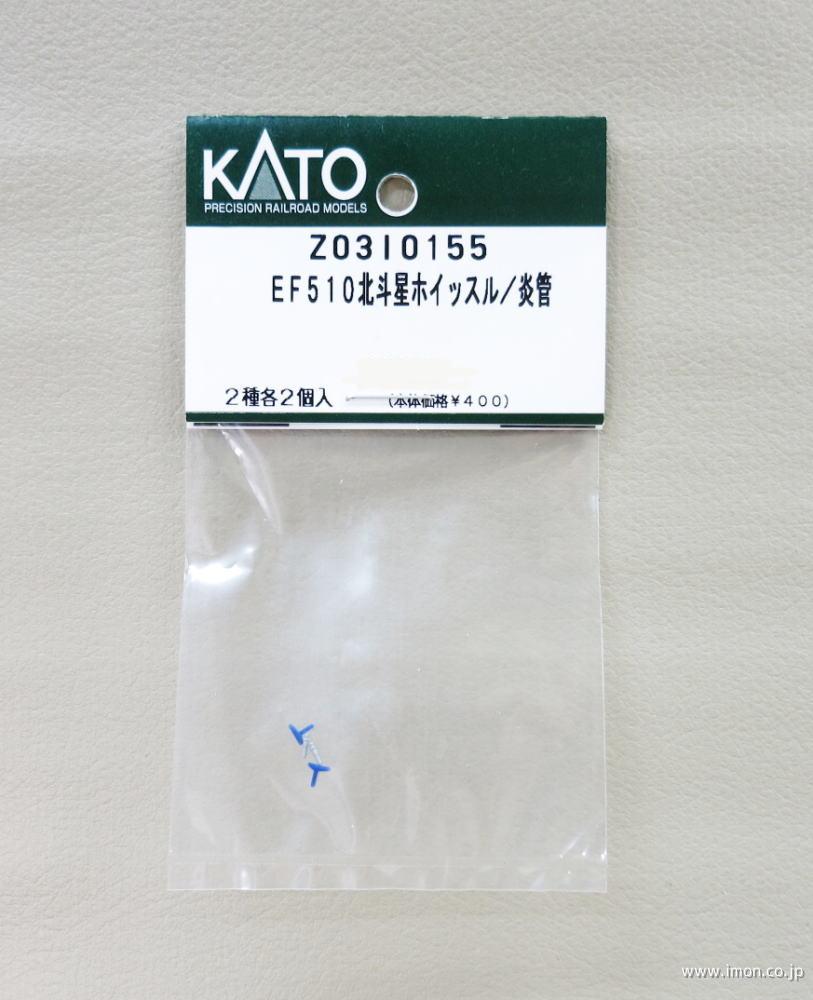 KATO
PRECISION RAILROAD MODELS
Z03I0155
EF510北斗星ホイッスル/炎管
2種各2個入 (本体価格¥400)
www.imon.co.jp